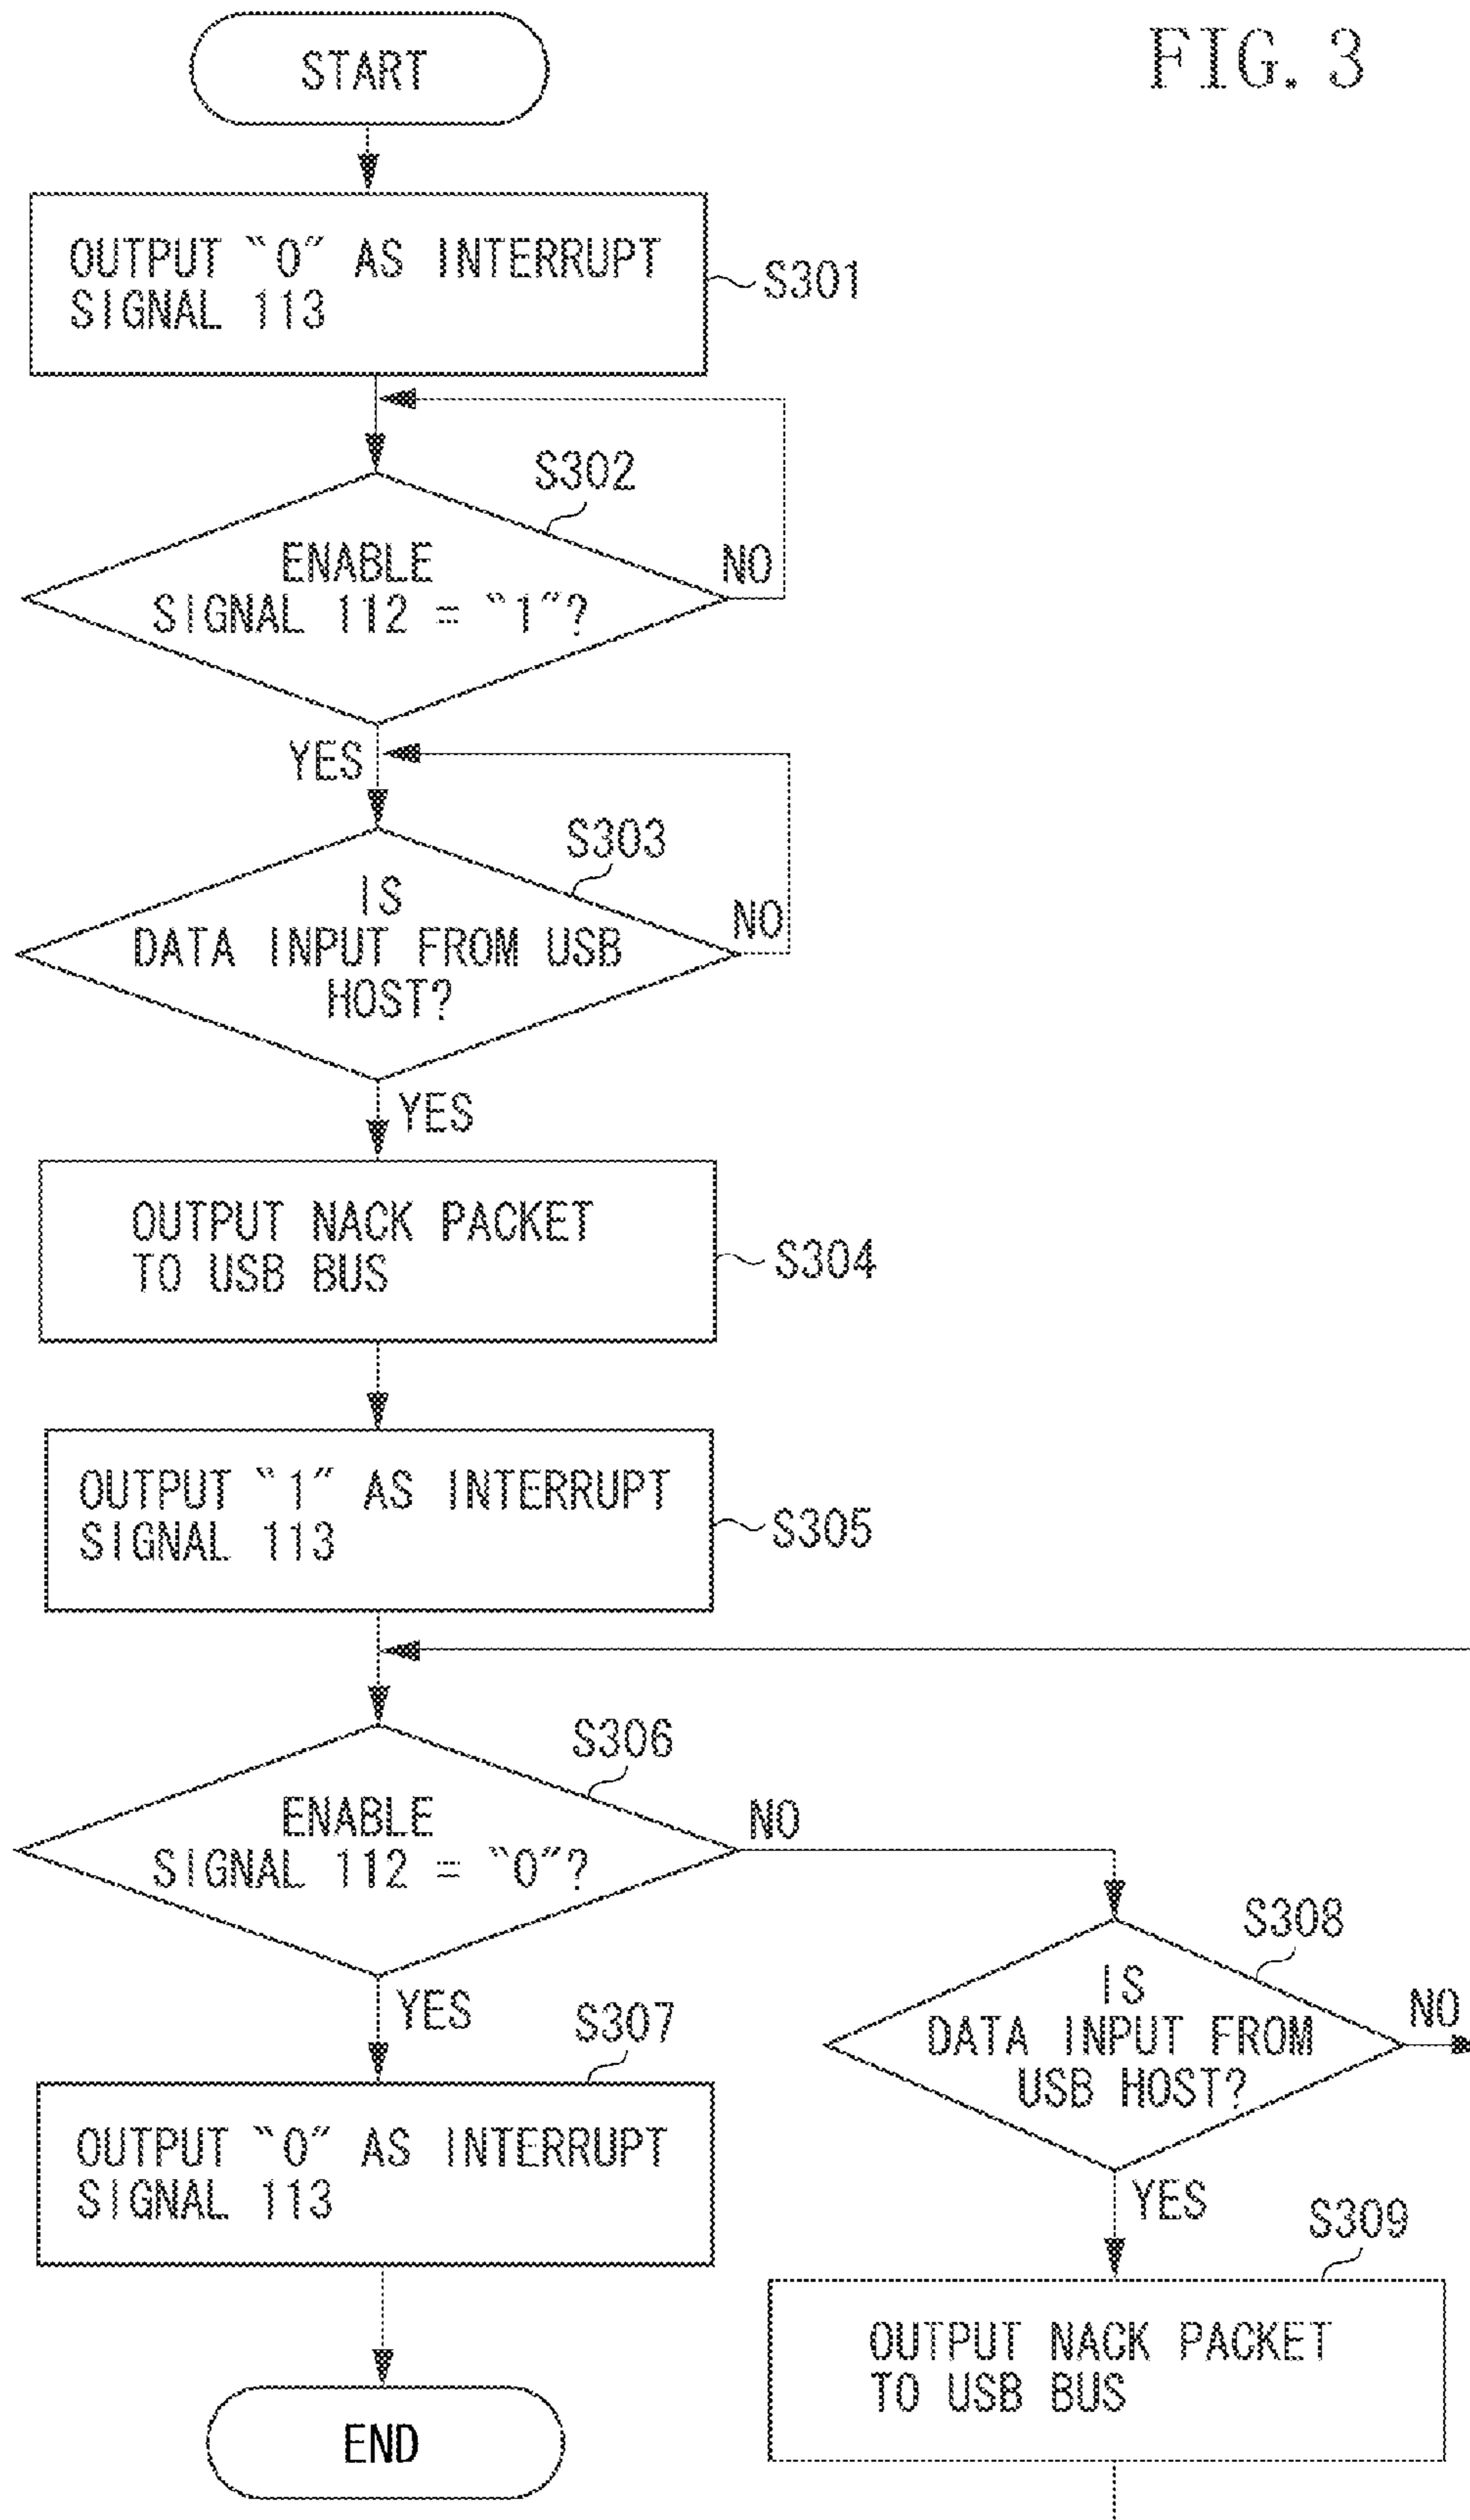 FIG. 3
START
OUTPUT “0” AS INTERRUPT
SIGNAL 113
S301
S302
ENABLE
SIGNAL 112 = “1”?
NO
YES
S303
IS
DATA INPUT FROM USB
HOST?
NO
YES
OUTPUT NACK PACKET
TO USB BUS
S304
OUTPUT “1” AS INTERRUPT
SIGNAL 113
S305
S306
ENABLE
SIGNAL 112 = “0”?
NO
YES
S307
OUTPUT “0” AS INTERRUPT
SIGNAL 113
END
S308
IS
DATA INPUT FROM
USB HOST?
NO
YES
S309
OUTPUT NACK PACKET
TO USB BUS